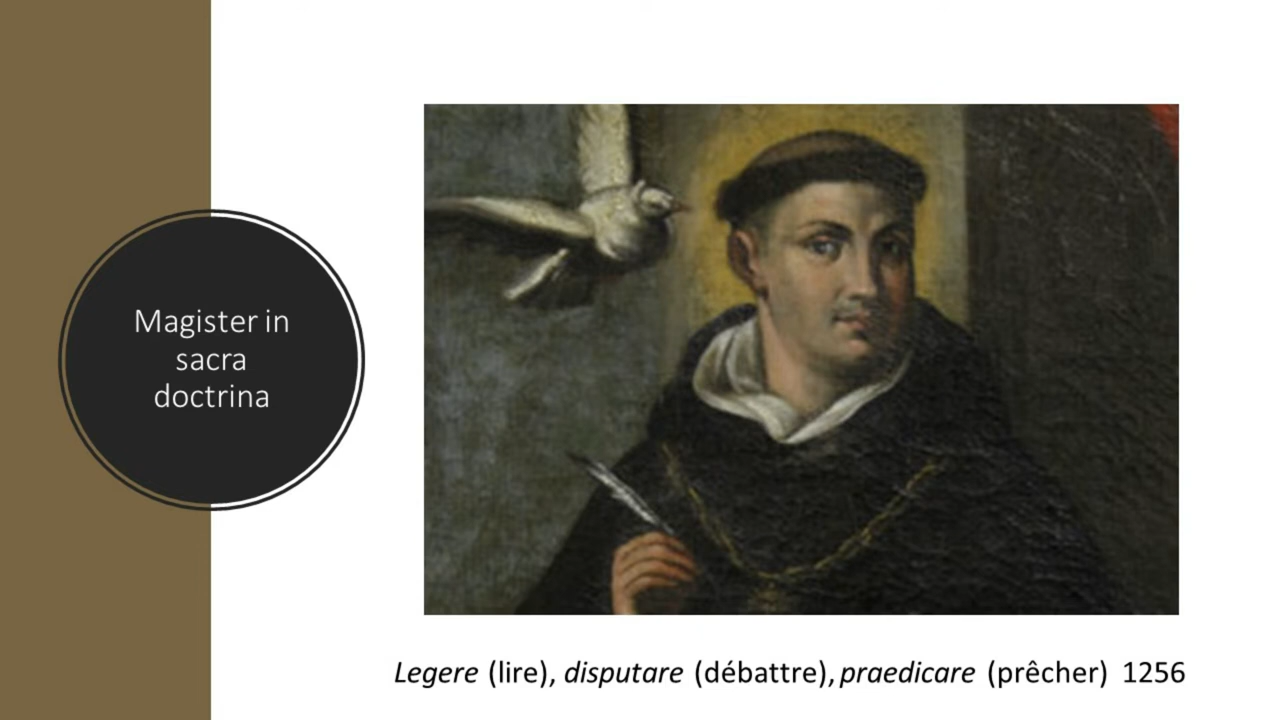 Magister in
sacra
doctrina
Legere (lire), disputare (débattre), praedicare (prêcher) 1256